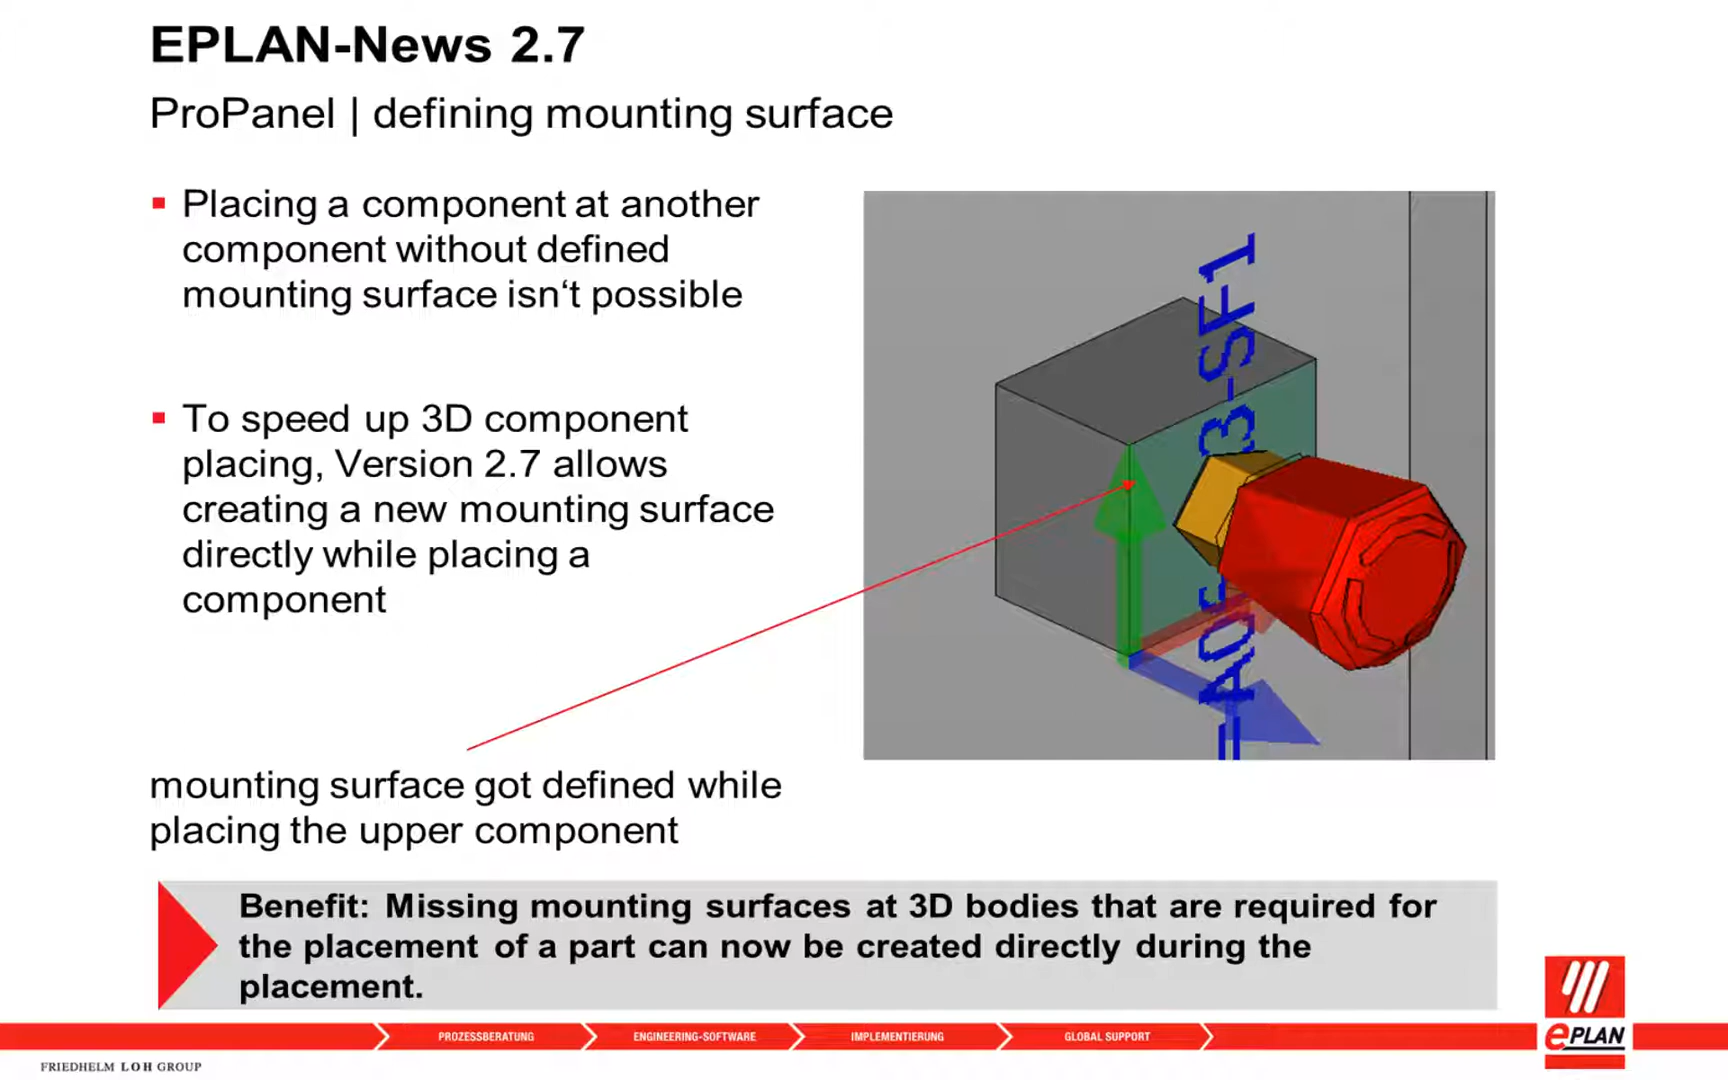 EPLAN-News 2.7
ProPanel | defining mounting surface
Placing a component at another
component without defined
mounting surface isn‘t possible
To speed up 3D component
placing, Version 2.7 allows
creating a new mounting surface
directly while placing a
component
mounting surface got defined while
placing the upper component
Benefit: Missing mounting surfaces at 3D bodies that are required for
the placement of a part can now be created directly during the
placement.
PROZESSBERATUNG
ENGINEERING-SOFTWARE
IMPLEMENTIERUNG
GLOBAL SUPPORT
ePLAN
FRIEDHELM LOH GROUP